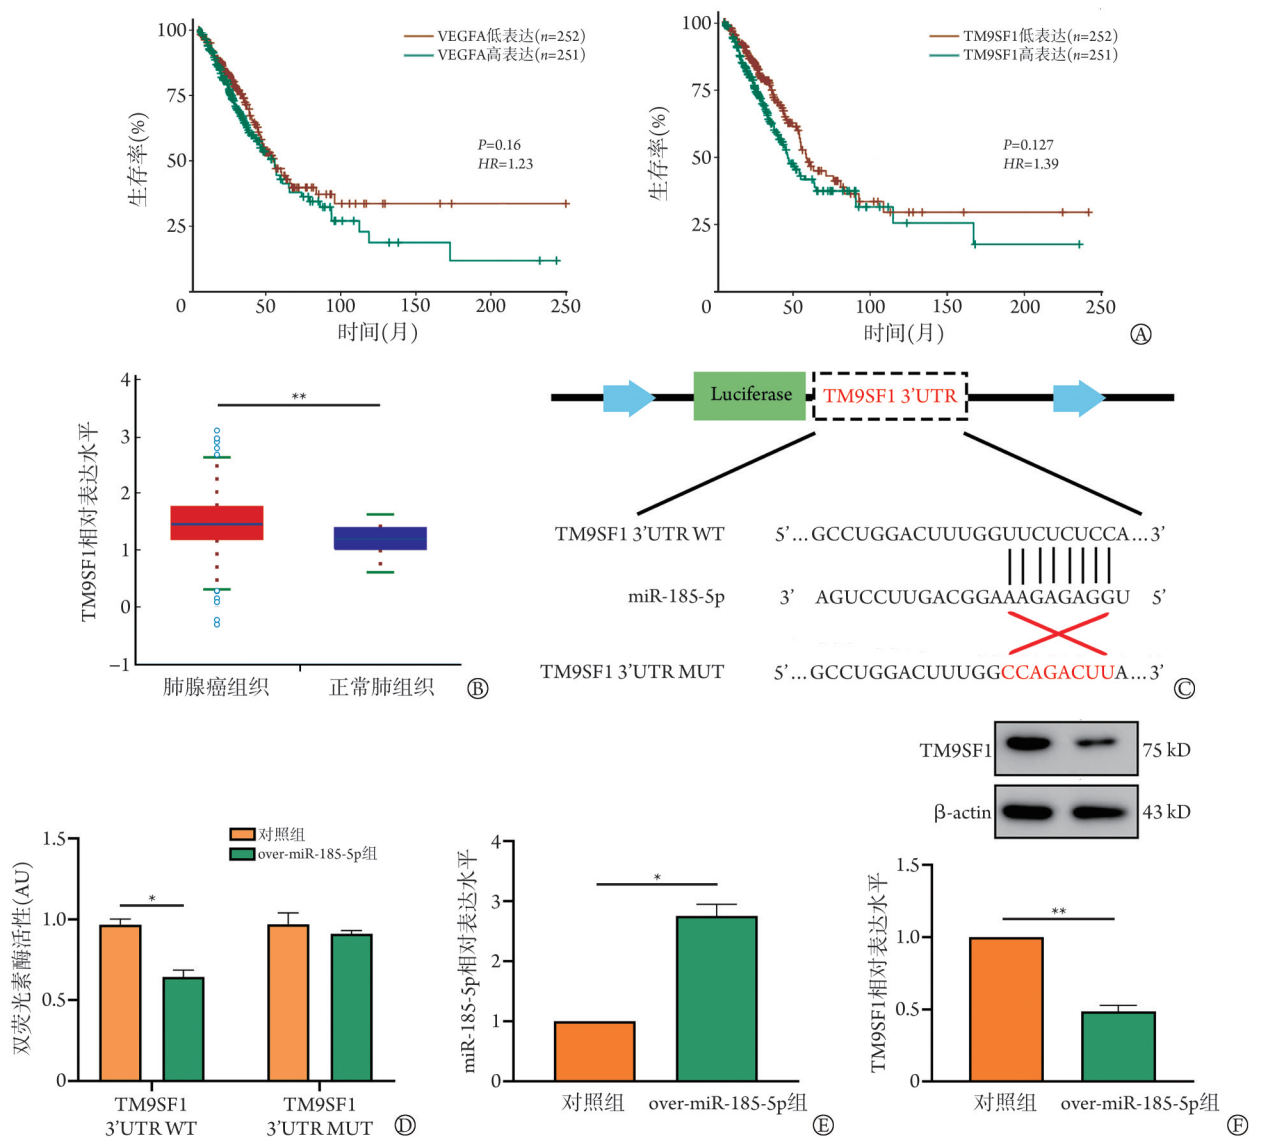 100
75
50
25
0
50
100
150
200
250
生存率(%)
时间(月)
VEGFA低表达(n=252)
VEGFA高表达(n=251)
P=0.16
HR=1.23
100
75
50
25
0
50
100
150
200
250
生存率(%)
时间(月)
TM9SF1低表达(n=252)
TM9SF1高表达(n=251)
P=0.127
HR=1.39
Ⓐ
4
3
2
1
0
−1
TM9SF1相对表达水平
**
肺腺癌组织
正常肺组织
Ⓑ
Luciferase
TM9SF1 3’UTR
TM9SF1 3’UTR WT 5’…GCCUGGACUUUGGUUCUCUCCA…3’
miR-185-5p 3’ AGUCCUUGACGGAAAGAGAGGU 5’
TM9SF1 3’UTR MUT 5’…GCCUGGACUUUGGCCAGACUUA…3’
Ⓒ
1.5
1.0
0.5
0
双荧光素酶活性(AU)
对照组
over-miR-185-5p组
*
TM9SF1
3’UTR WT
TM9SF1
3’UTR MUT
Ⓓ
4
3
2
1
0
miR-185-5p相对表达水平
*
对照组
over-miR-185-5p组
Ⓔ
TM9SF1
75 kD
β-actin
43 kD
1.5
1.0
0.5
0
TM9SF1相对表达水平
**
对照组
over-miR-185-5p组
Ⓕ